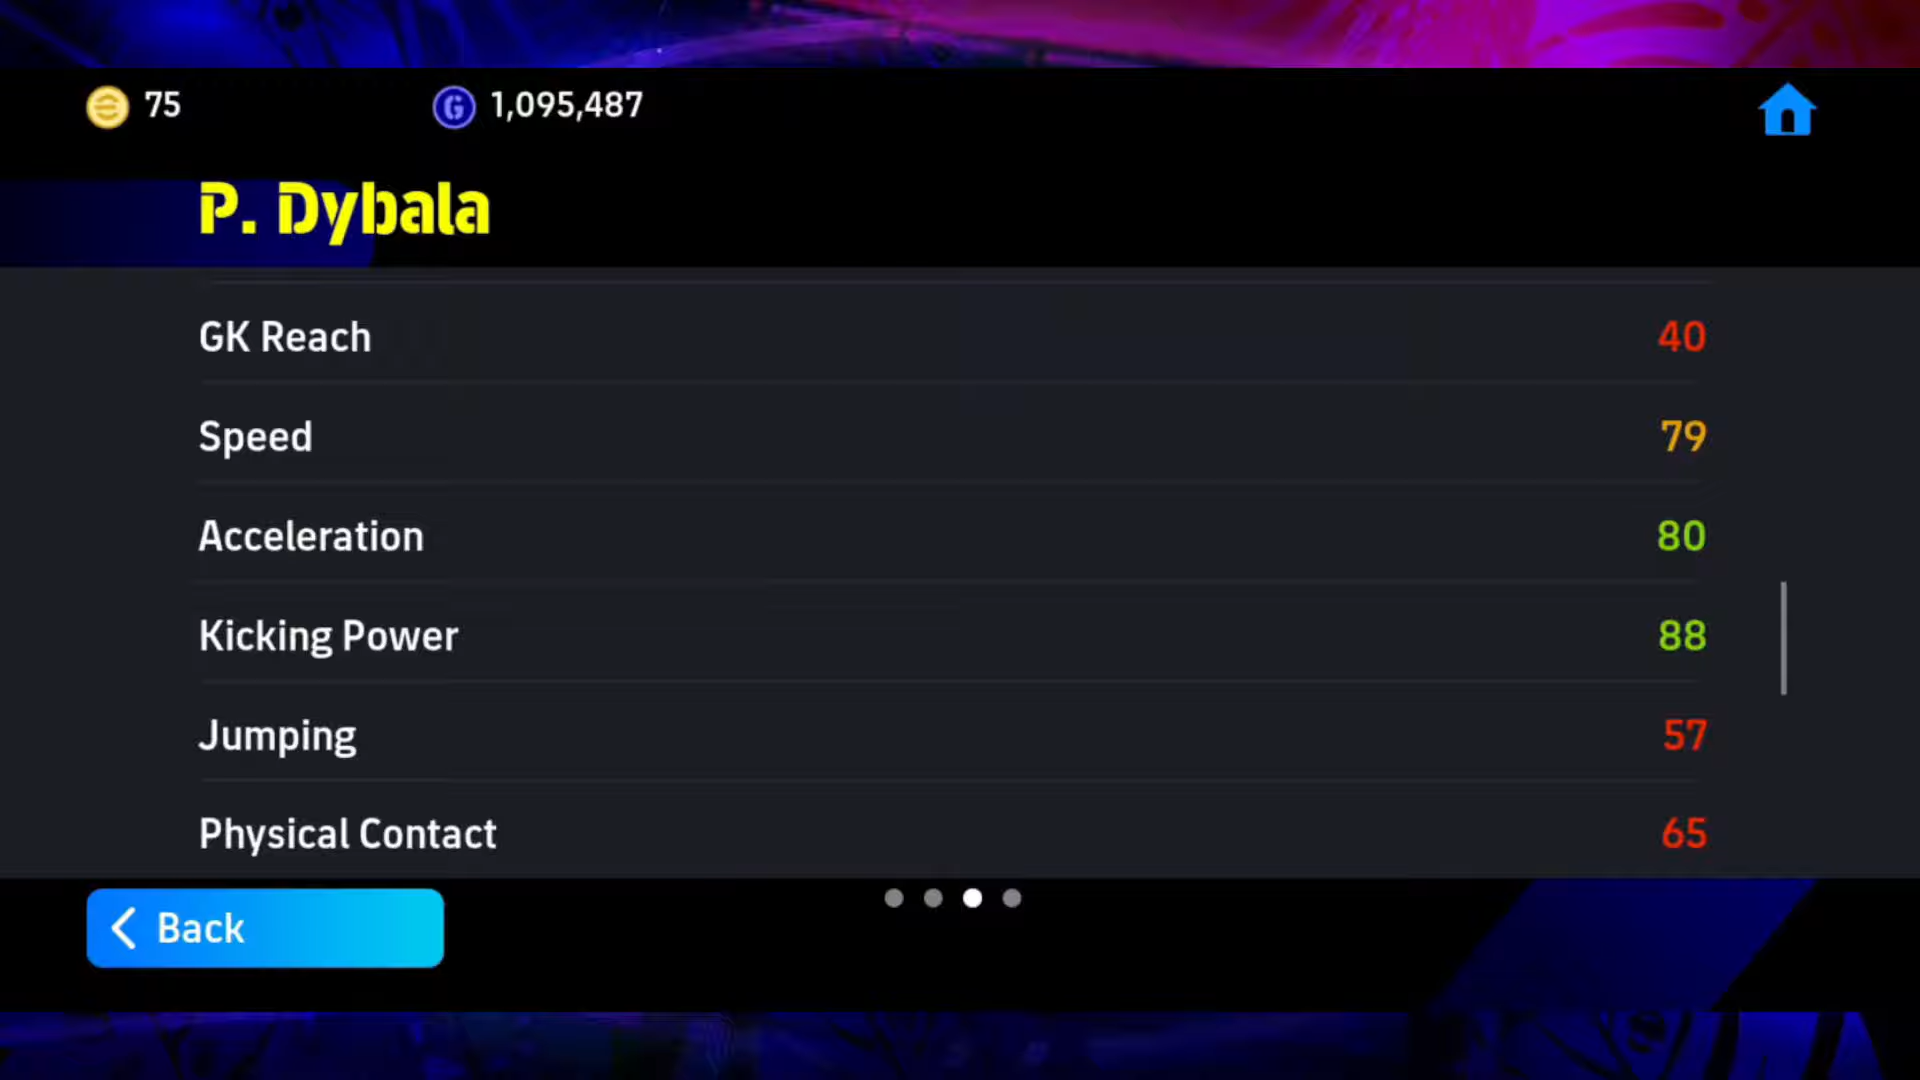 75
1,095,487
P. Dybala
GK Reach 40
Speed 79
Acceleration 80
Kicking Power 88
Jumping 57
Physical Contact 65
Back